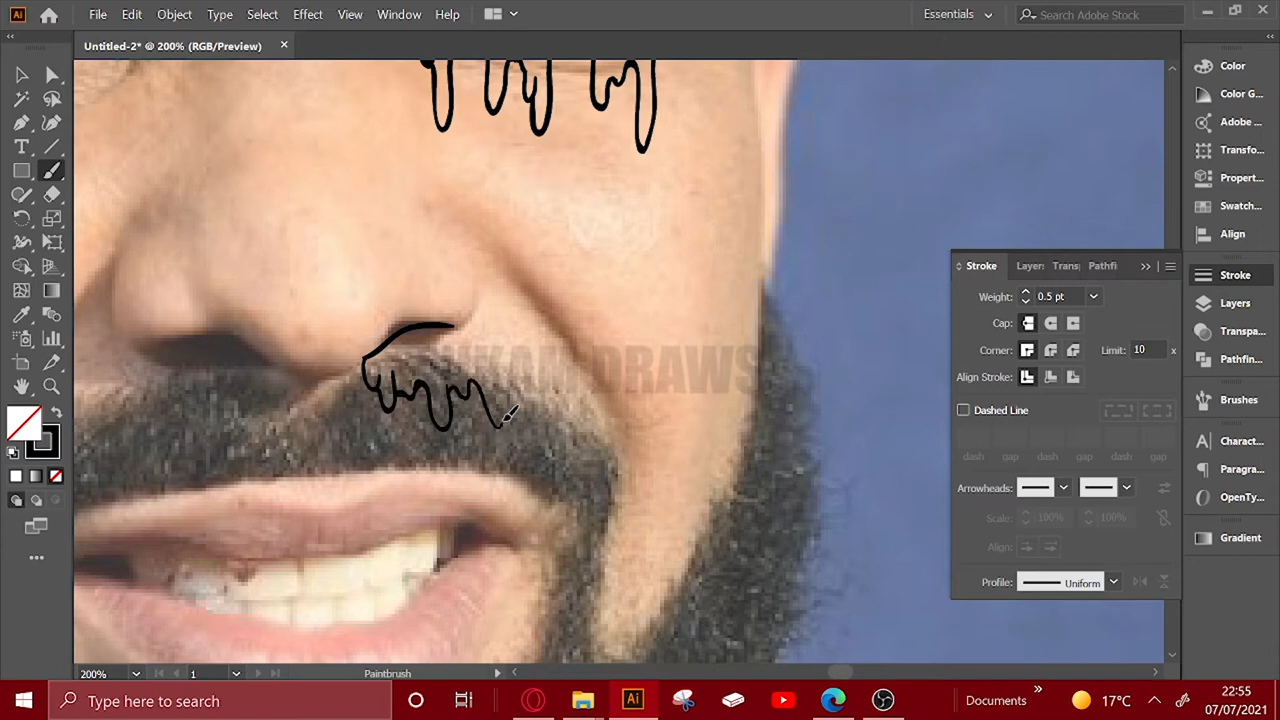 Ai
File Edit Object Type Select Effect View Window Help
Essentials
Search Adobe Stock
Untitled-2* @ 200% (RGB/Preview)
Color
Color G...
Adobe ...
Transfo...
Propert...
Swatch...
Align
Stroke
Layers
Transpa...
Pathfin...
Brushes
Charact...
Paragra...
OpenTy...
Gradient
Stroke Layer: Trans Pathfi
Weight: 0.5 pt
Cap:
Corner: Limit: 10 x
Align Stroke:
Dashed Line
dash gap dash gap dash gap
Arrowheads:
Scale: 100% 100%
Align:
Profile: Uniform
DRAWS
200% 1 Paintbrush
Type here to search
Ai
Documents
17°C
22:55
07/07/2021